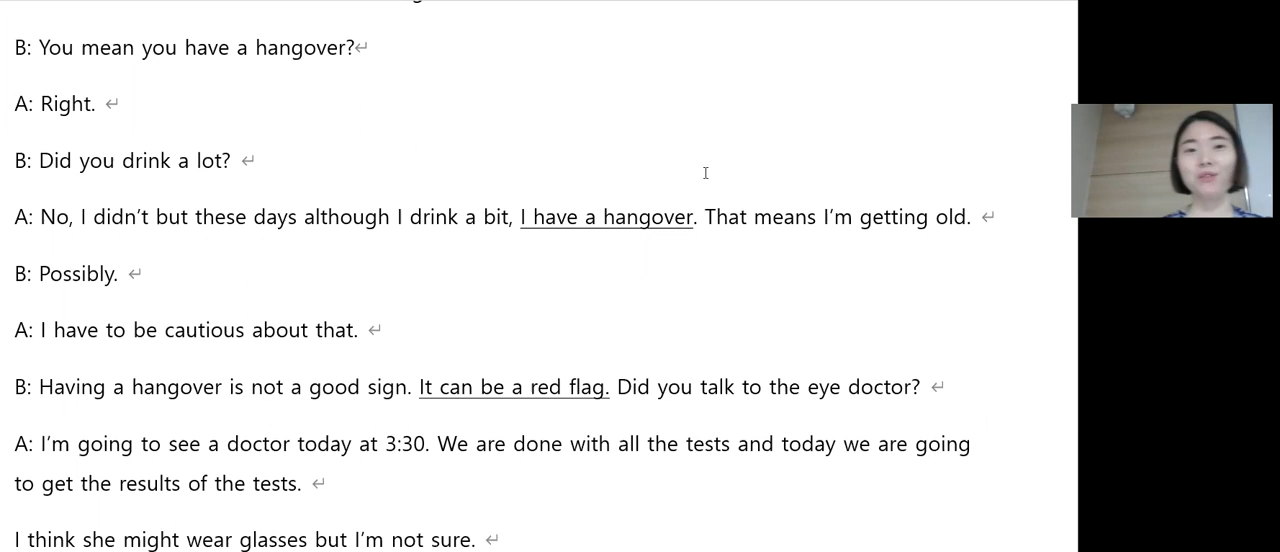 B: You mean you have a hangover?
A: Right.
B: Did you drink a lot?
A: No, I didn’t but these days although I drink a bit, I have a hangover. That means I’m getting old.
B: Possibly.
A: I have to be cautious about that.
B: Having a hangover is not a good sign. It can be a red flag. Did you talk to the eye doctor?
A: I’m going to see a doctor today at 3:30. We are done with all the tests and today we are going
to get the results of the tests.
I think she might wear glasses but I’m not sure.